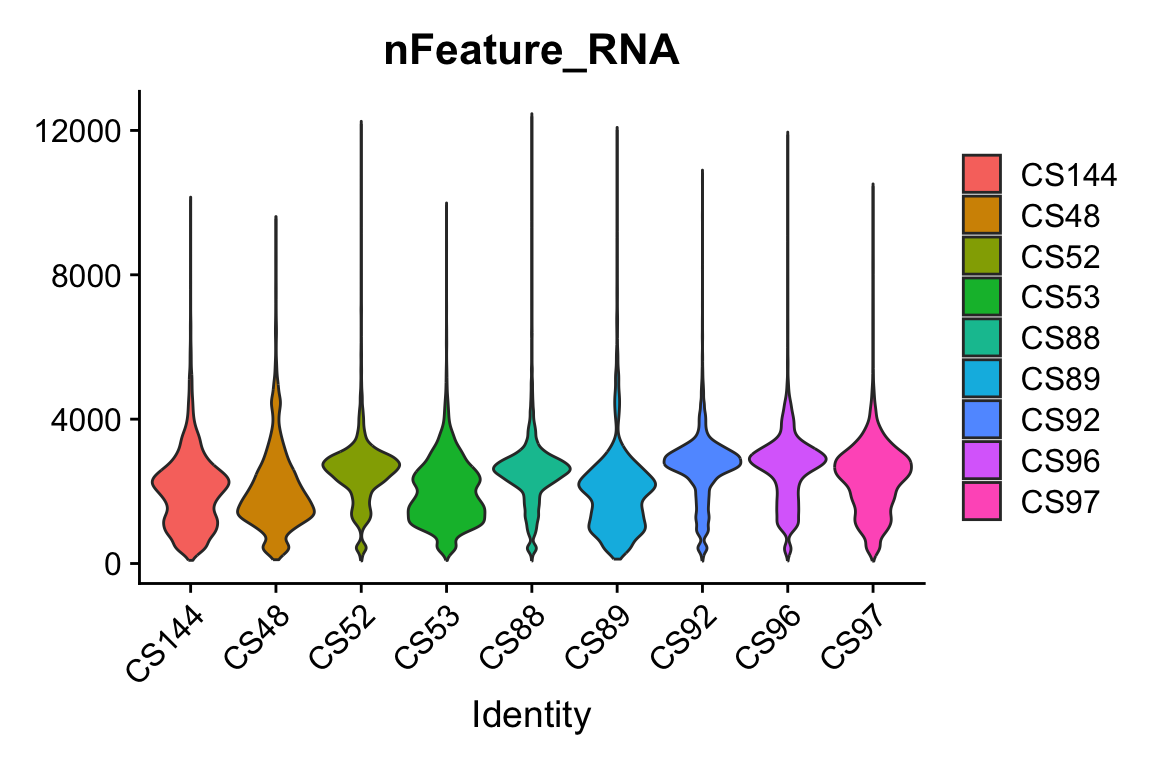 nFeature_RNA
12000
8000
4000
0
CS144
CS48
CS52
CS53
CS88
CS89
CS92
CS96
CS97
Identity
CS144
CS48
CS52
CS53
CS88
CS89
CS92
CS96
CS97